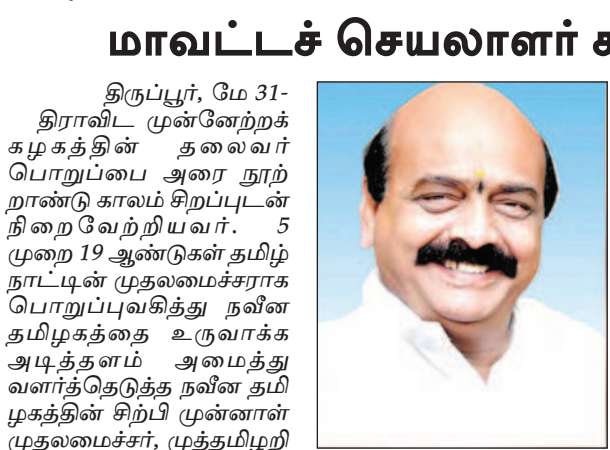 மாவட்டச் செயலாளர்
திருப்பூர், மே 31-
திராவிட முன்னேற்றக்
கழகத்தின் தலைவர்
பொறுப்பை அரை நூற்
றாண்டு காலம் சிறப்புடன்
நிறைவேற்றியவர். 5
முறை 19 ஆண்டுகள் தமிழ்
நாட்டின் முதலமைச்சராக
பொறுப்புவகித்து நவீன
தமிழகத்தை உருவாக்க
அடித்தளம் அமைத்து
வளர்த்தெடுத்த நவீன தமி
ழகத்தின் சிற்பி முன்னாள்
முதலமைச்சர், முத்தமிழறி